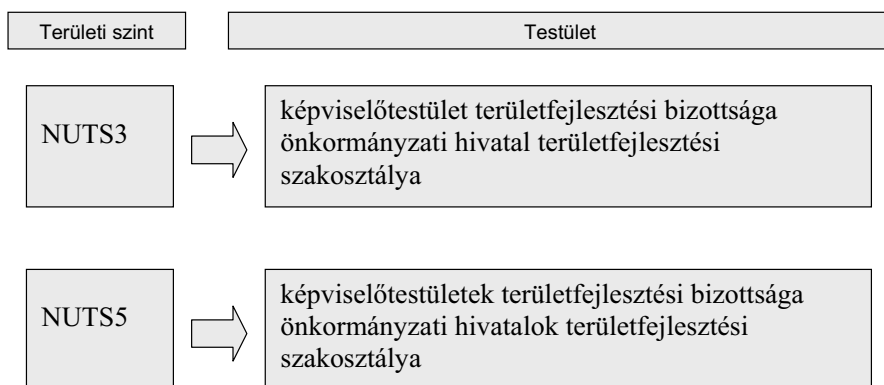 Területi szint
Testület
NUTS3
képviselőtestület területfejlesztési bizottsága
önkormányzati hivatal területfejlesztési
szakosztálya
NUTS5
képviselőtestületek területfejlesztési bizottsága
önkormányzati hivatalok területfejlesztési
szakosztálya